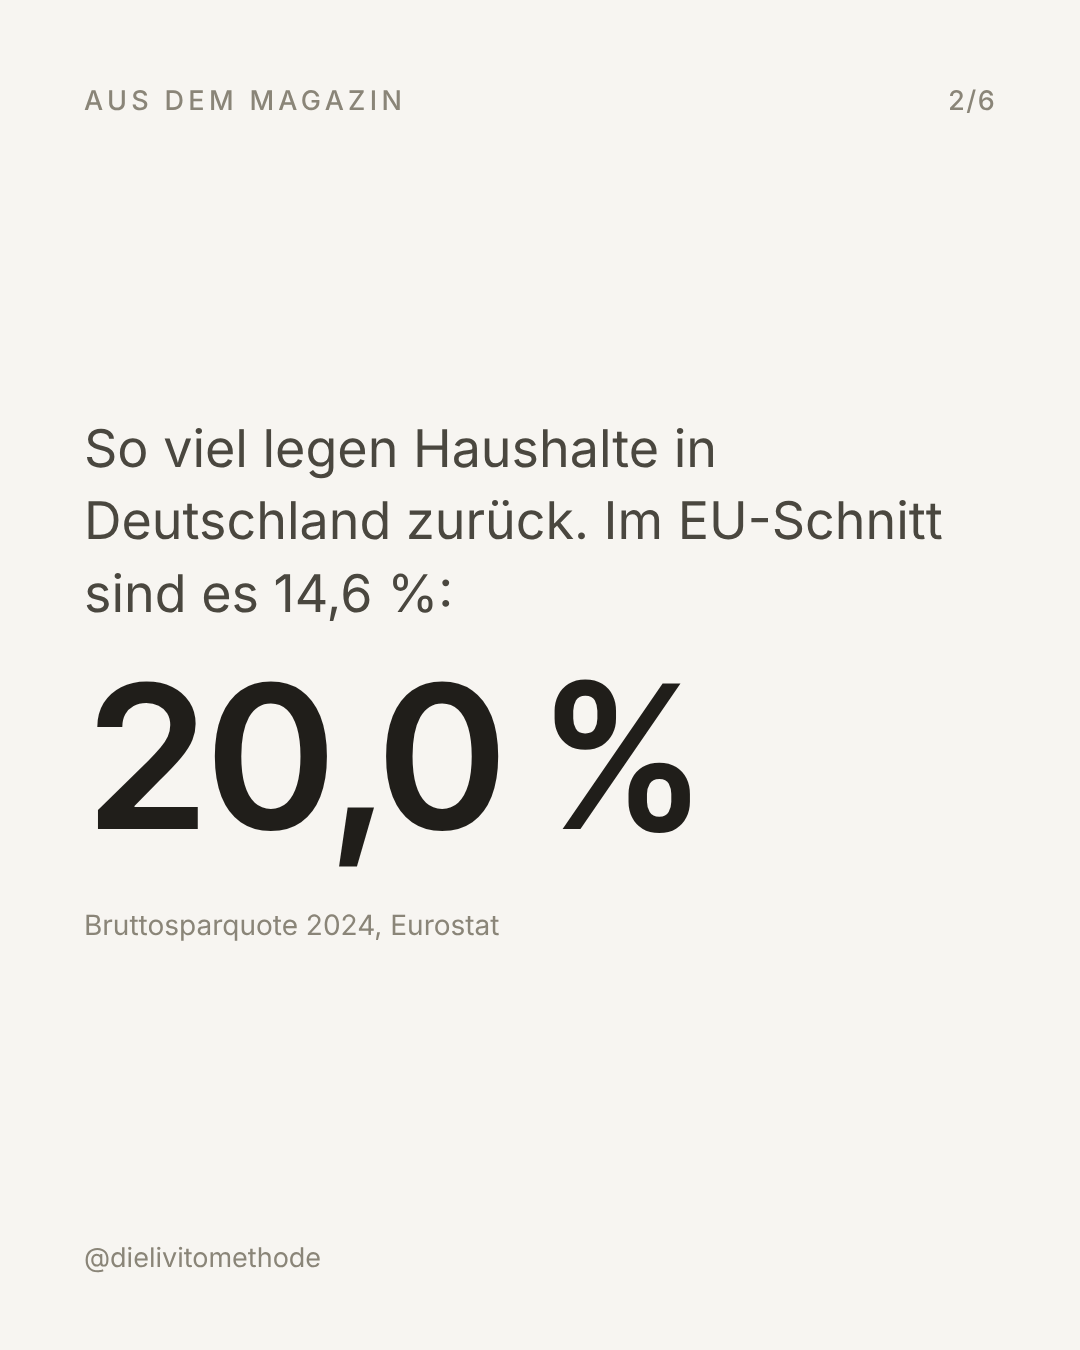 AUS DEM MAGAZIN
2/6
So viel legen Haushalte in
Deutschland zurück. Im EU-Schnitt
sind es 14,6 %:
20,0 %
Bruttosparquote 2024, Eurostat
@dielivitomethode